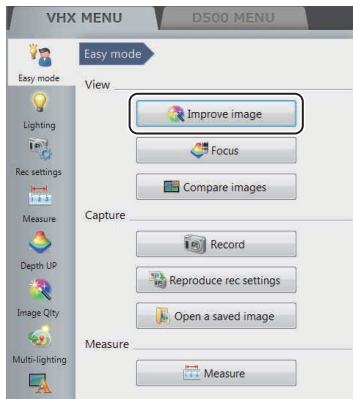 VHX MENU
D500 MENU
Easy mode
Easy mode
View
Lighting
Improve image
Focus
Rec settings
Compare images
Measure
Capture
Record
Depth UP
Reproduce rec settings
Image Qlty
Open a saved image
Measure
Multi-lighting
Measure